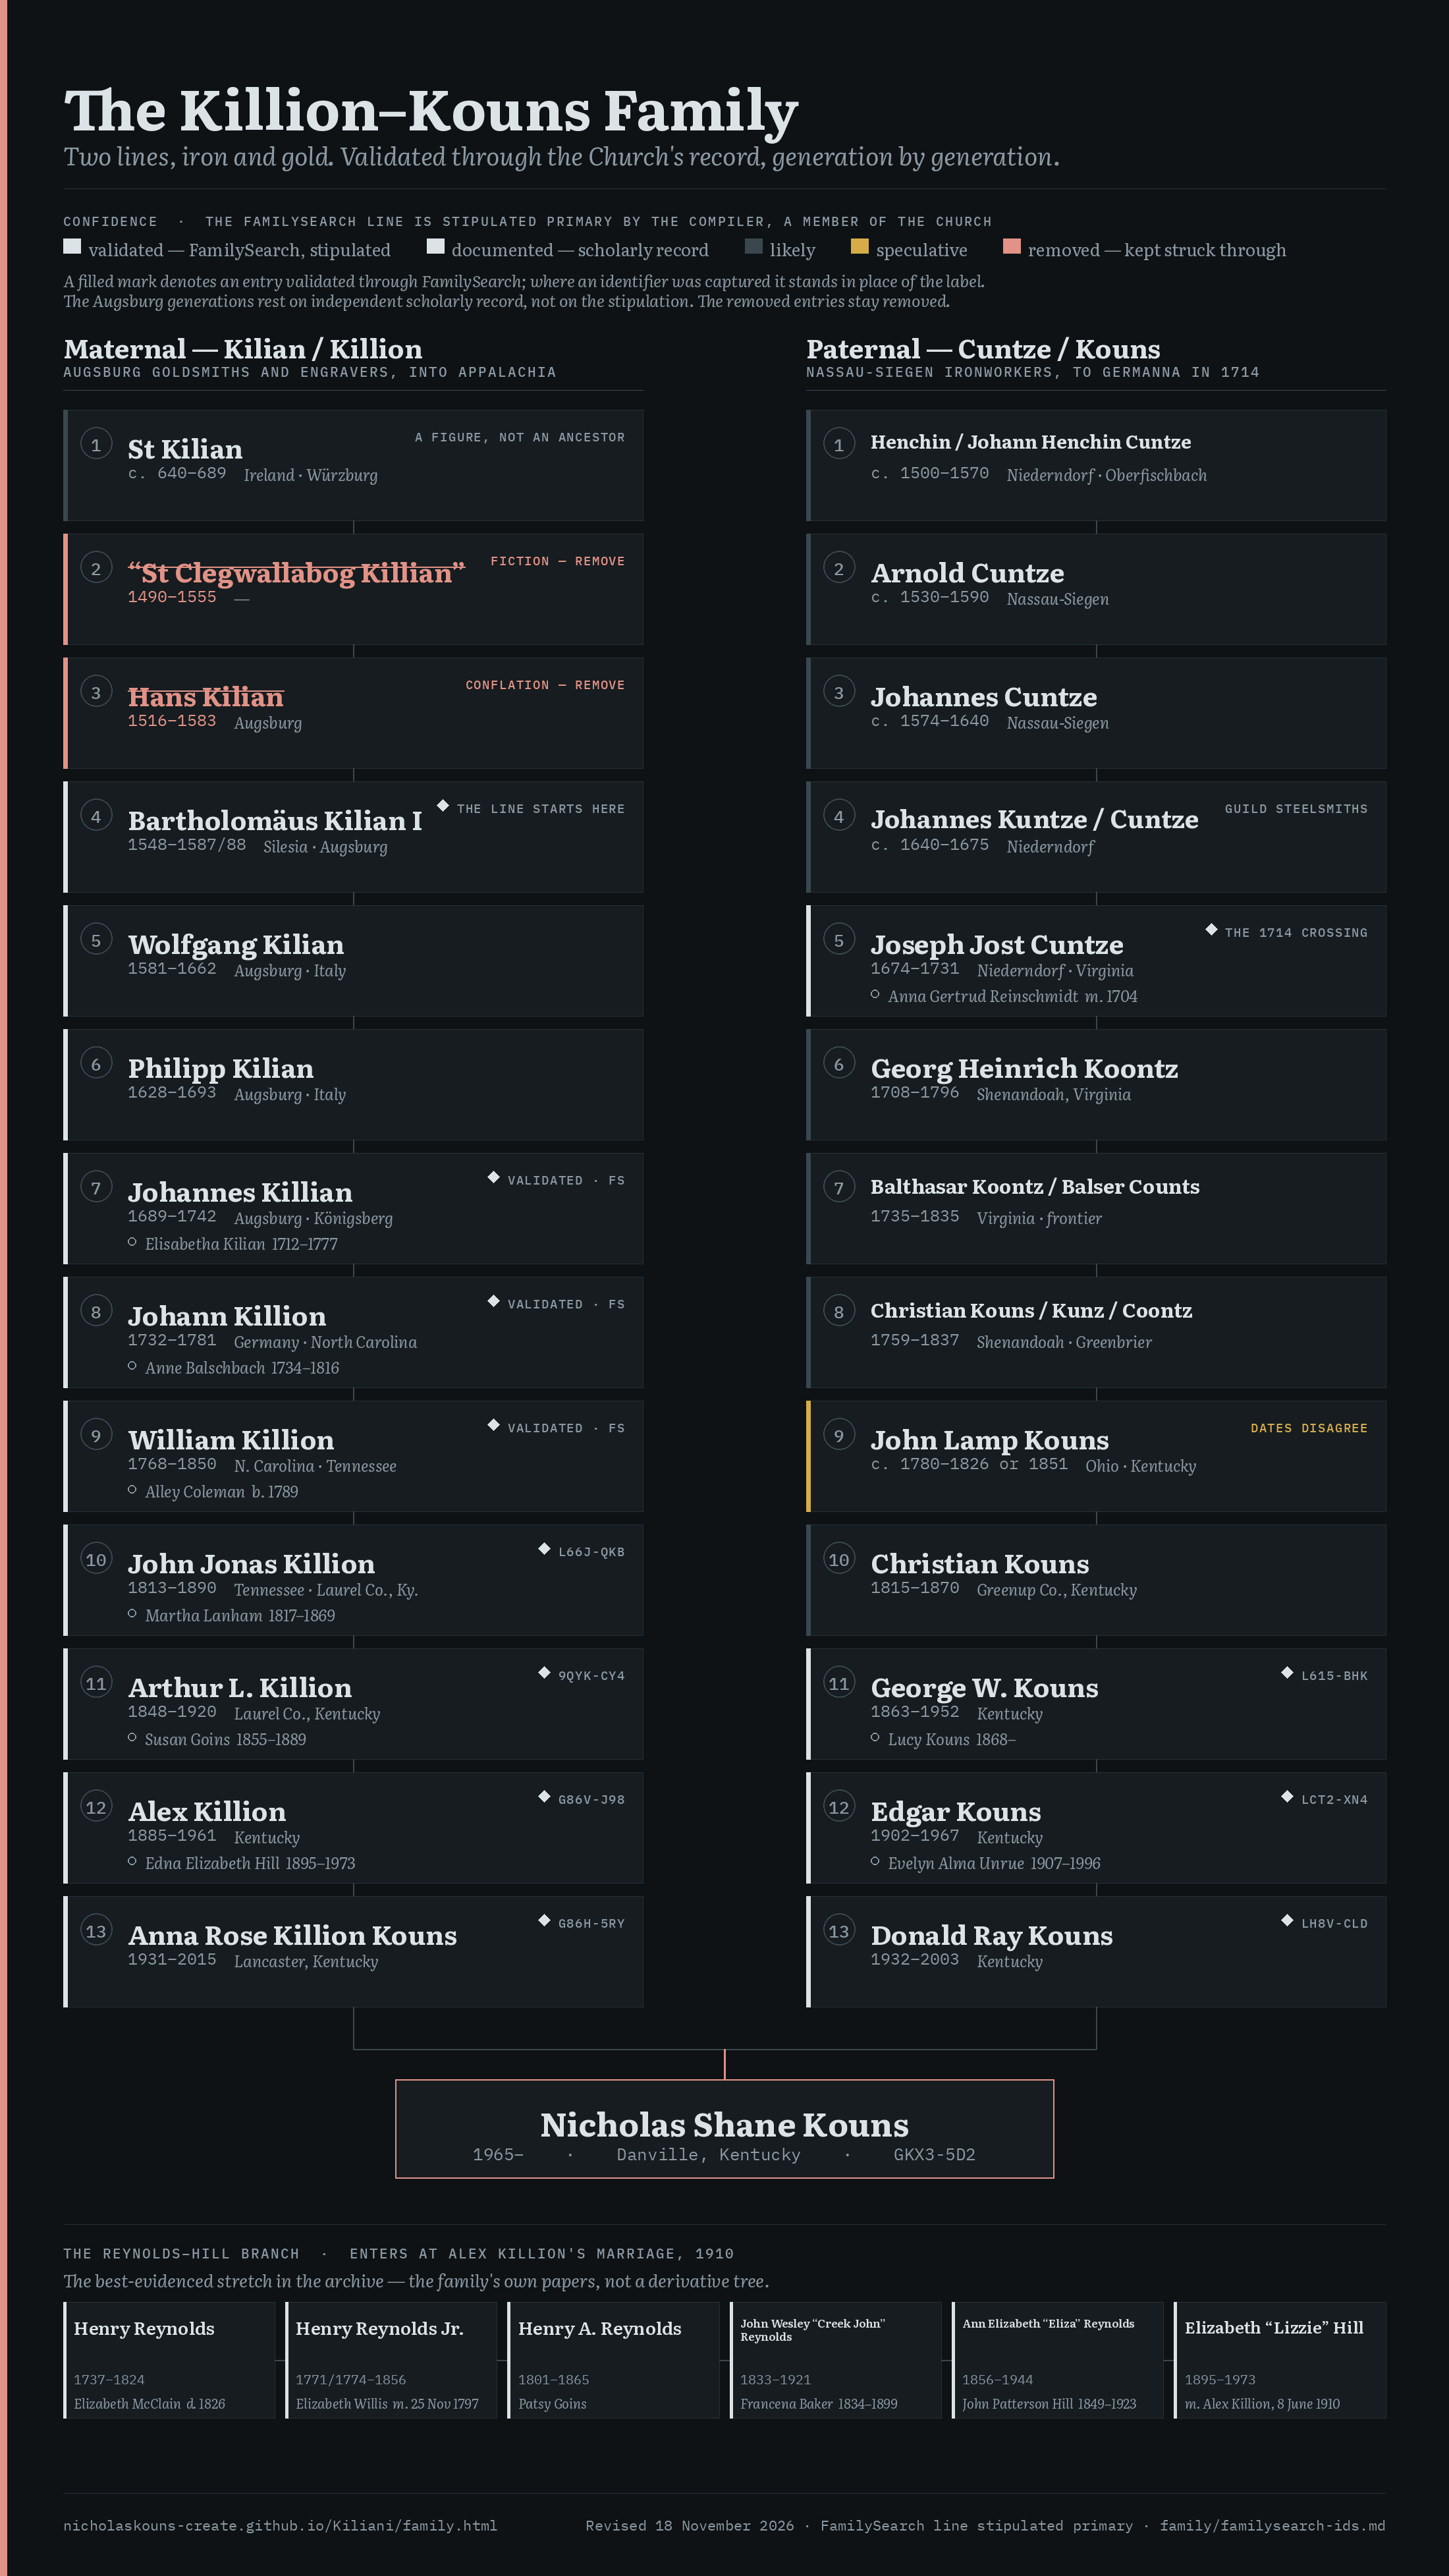 The Killion–Kouns Family
Two lines, iron and gold. Validated through the Church's record, generation by generation.
CONFIDENCE · THE FAMILYSEARCH LINE IS STIPULATED PRIMARY BY THE COMPILER, A MEMBER OF THE CHURCH
validated — FamilySearch, stipulated documented — scholarly record likely speculative removed — kept struck through
A filled mark denotes an entry validated through FamilySearch; where an identifier was captured it stands in place of the label.
The Augsburg generations rest on independent scholarly record, not on the stipulation. The removed entries stay removed.
Maternal — Kilian / Killion
AUGSBURG GOLDSMITHS AND ENGRAVERS, INTO APPALACHIA
1 St Kilian A FIGURE, NOT AN ANCESTOR
c. 640–689 Ireland · Würzburg
2 “St Clegwallabog Killian” FICTION — REMOVE
1490–1555 —
3 Hans Kilian CONFLATION — REMOVE
1516–1583 Augsburg
4 Bartholomäus Kilian I ◆ THE LINE STARTS HERE
1548–1587/88 Silesia · Augsburg
5 Wolfgang Kilian
1581–1662 Augsburg · Italy
6 Philipp Kilian
1628–1693 Augsburg · Italy
7 Johannes Killian ◆ VALIDATED · FS
1689–1742 Augsburg · Königsberg
Elisabetha Kilian 1712–1777
8 Johann Killion ◆ VALIDATED · FS
1732–1781 Germany · North Carolina
Anne Balschbach 1734–1816
9 William Killion ◆ VALIDATED · FS
1768–1850 N. Carolina · Tennessee
Alley Coleman b. 1789
10 John Jonas Killion ◆ L66J-QKB
1813–1890 Tennessee · Laurel Co., Ky.
Martha Lanham 1817–1869
11 Arthur L. Killion ◆ 9QYK-CY4
1848–1920 Laurel Co., Kentucky
Susan Goins 1855–1889
12 Alex Killion ◆ G86V-J98
1885–1961 Kentucky
Edna Elizabeth Hill 1895–1973
13 Anna Rose Killion Kouns ◆ G86H-5RY
1931–2015 Lancaster, Kentucky
Paternal — Cuntze / Kouns
NASSAU-SIEGEN IRONWORKERS, TO GERMANNA IN 1714
1 Henchin / Johann Henchin Cuntze
c. 1500–1570 Niederndorf · Oberfischbach
2 Arnold Cuntze
c. 1530–1590 Nassau-Siegen
3 Johannes Cuntze
c. 1574–1640 Nassau-Siegen
4 Johannes Kuntze / Cuntze GUILD STEELSMITHS
c. 1640–1675 Niederndorf
5 Joseph Jost Cuntze ◆ THE 1714 CROSSING
1674–1731 Niederndorf · Virginia
Anna Gertrud Reinschmidt m. 1704
6 Georg Heinrich Koontz
1708–1796 Shenandoah, Virginia
7 Balthasar Koontz / Balser Counts
1735–1835 Virginia · frontier
8 Christian Kouns / Kunz / Coontz
1759–1837 Shenandoah · Greenbrier
9 John Lamp Kouns DATES DISAGREE
c. 1780–1826 or 1851 Ohio · Kentucky
10 Christian Kouns
1815–1870 Greenup Co., Kentucky
11 George W. Kouns ◆ L615-BHK
1863–1952 Kentucky
Lucy Kouns 1868–
12 Edgar Kouns ◆ LCT2-XN4
1902–1967 Kentucky
Evelyn Alma Unrue 1907–1996
13 Donald Ray Kouns ◆ LH8V-CLD
1932–2003 Kentucky
Nicholas Shane Kouns
1965– · Danville, Kentucky · GKX3-5D2
THE REYNOLDS–HILL BRANCH · ENTERS AT ALEX KILLION'S MARRIAGE, 1910
The best-evidenced stretch in the archive — the family's own papers, not a derivative tree.
Henry Reynolds
1737–1824
Elizabeth McClain d. 1826
Henry Reynolds Jr.
1771/1774–1856
Elizabeth Willis m. 25 Nov 1797
Henry A. Reynolds
1801–1865
Patsy Goins
John Wesley “Creek John”
Reynolds
1833–1921
Francena Baker 1834–1899
Ann Elizabeth “Eliza” Reynolds
1856–1944
John Patterson Hill 1849–1923
Elizabeth “Lizzie” Hill
1895–1973
m. Alex Killion, 8 June 1910
nicholaskouns-create.github.io/Kiliani/family.html
Revised 18 November 2026 · FamilySearch line stipulated primary · family/familysearch-ids.md